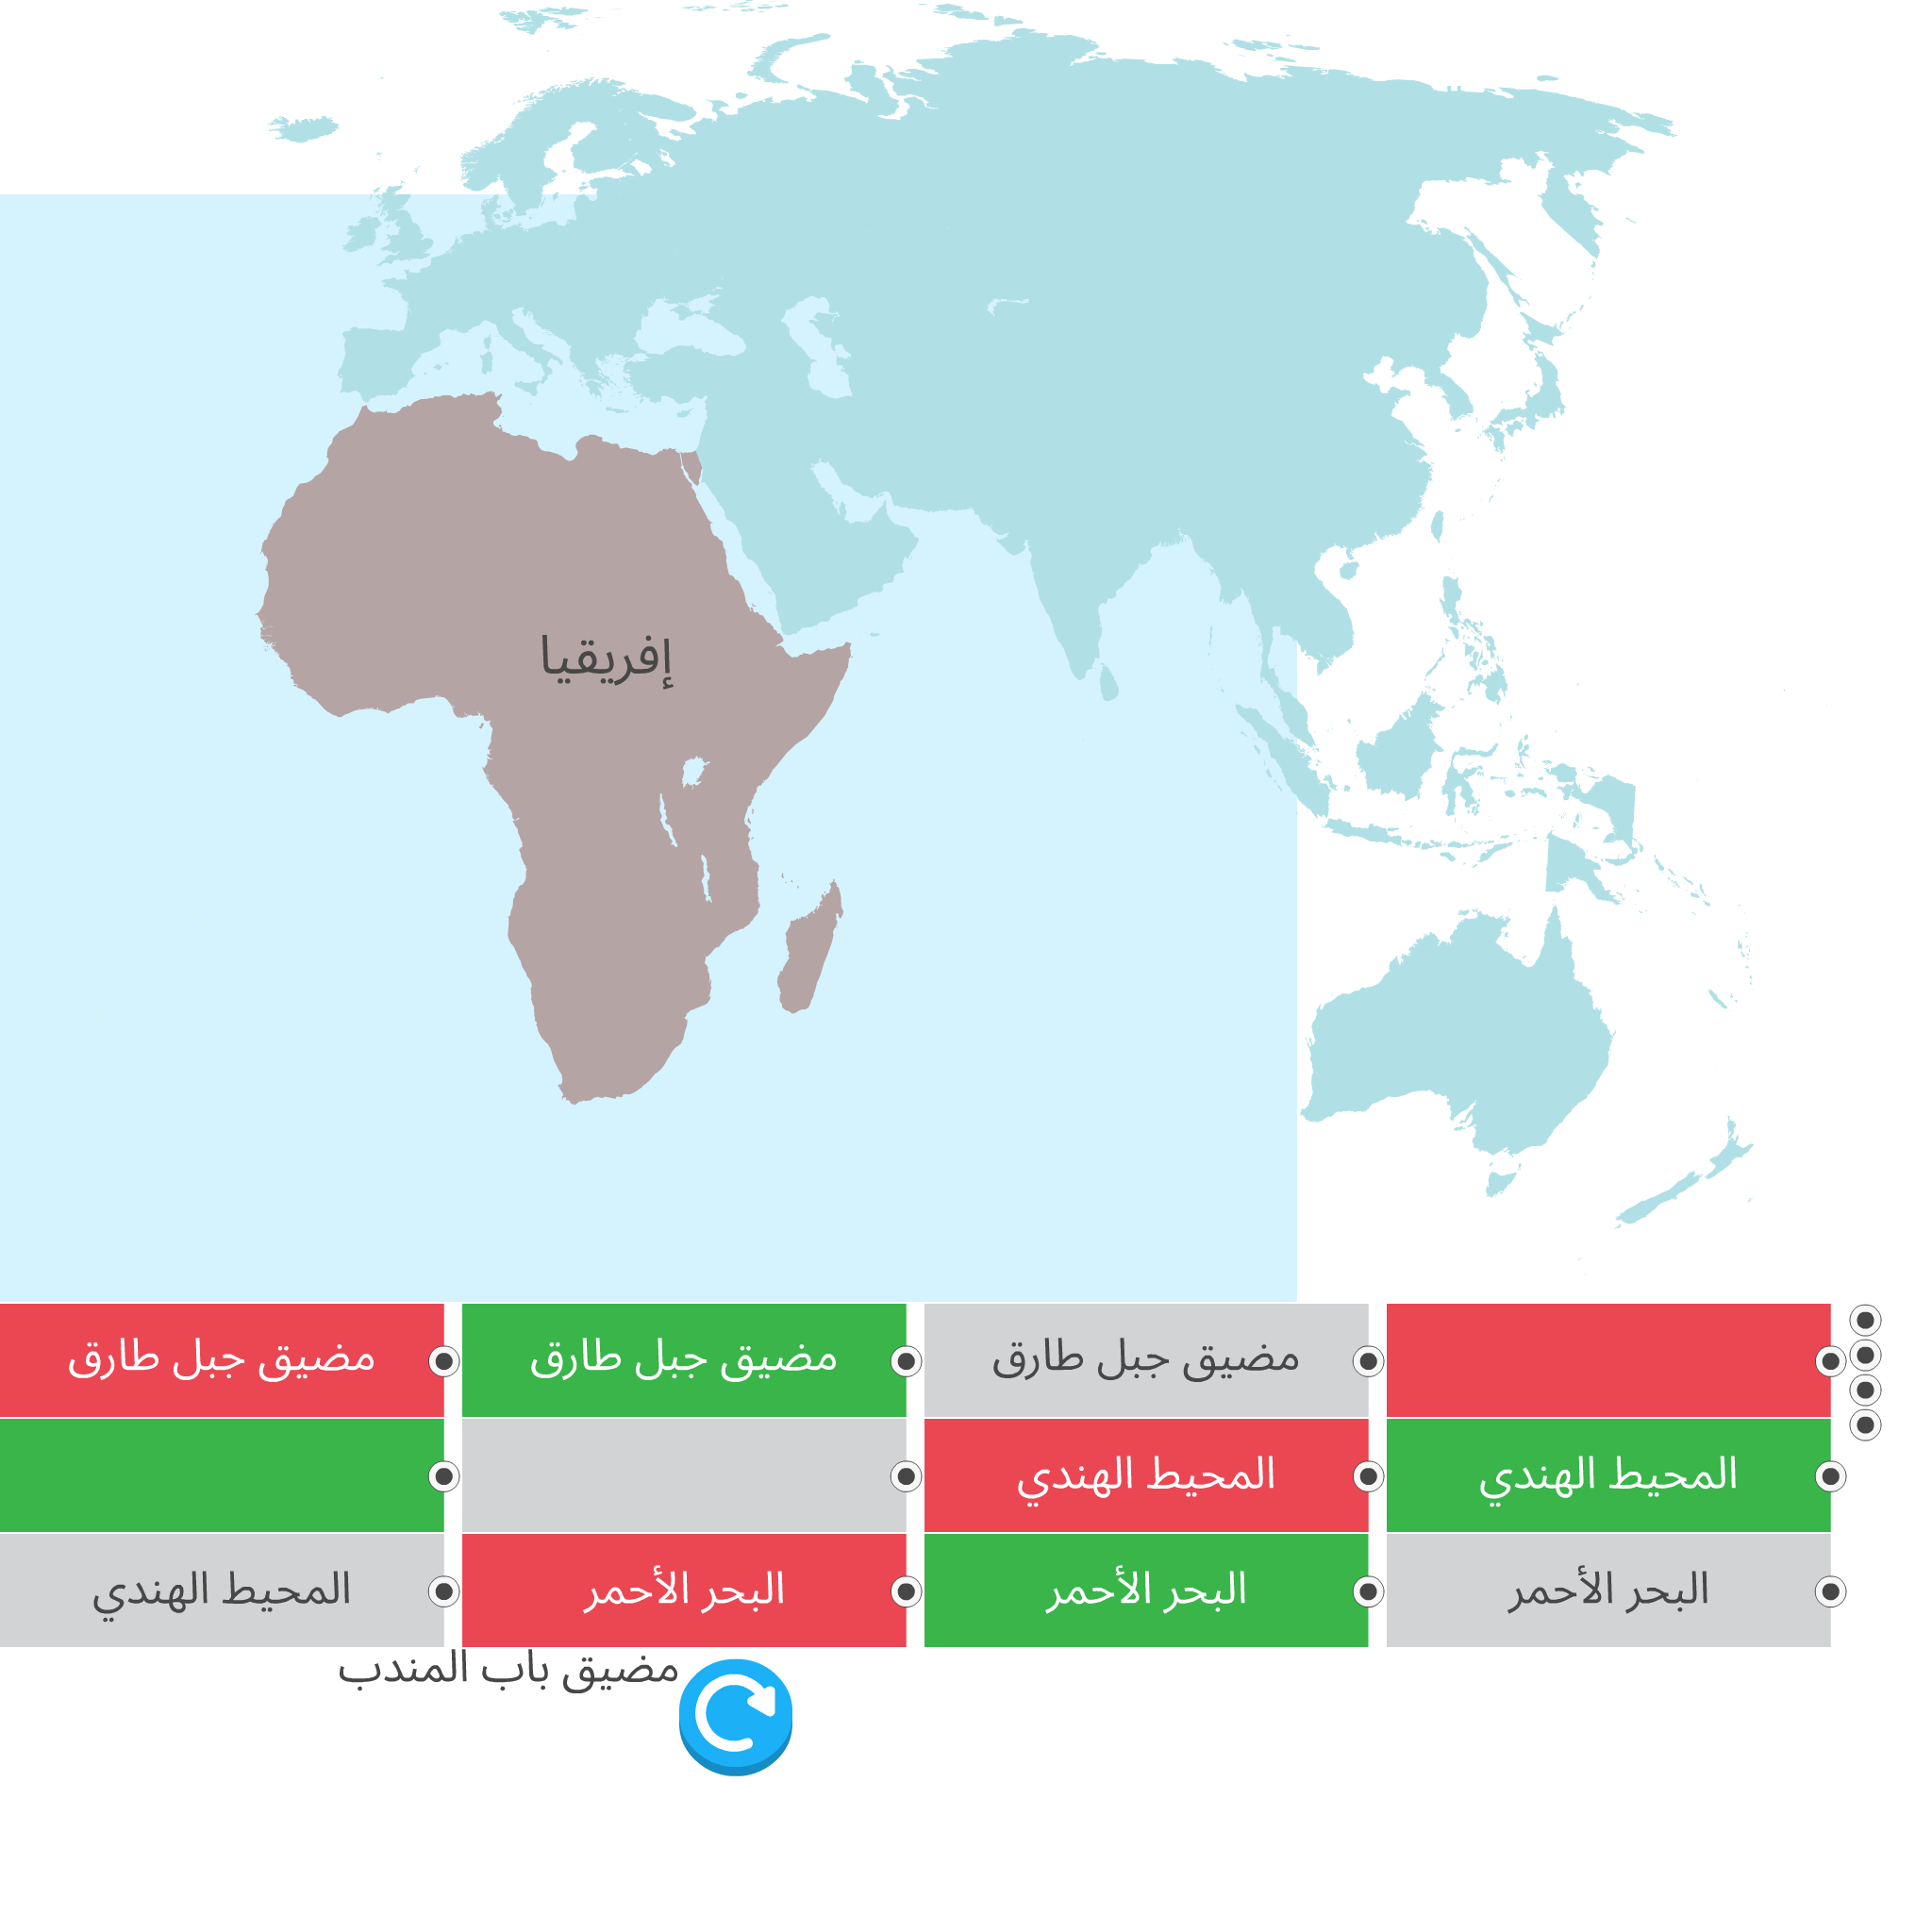 إفريقيا
مضيق جبل طارق
مضيق جبل طارق
مضيق جبل طارق
المحيط الهندي
المحيط الهندي
البحر الأحمر
البحر الأحمر
البحر الأحمر
المحيط الهندي
مضيق باب المندب